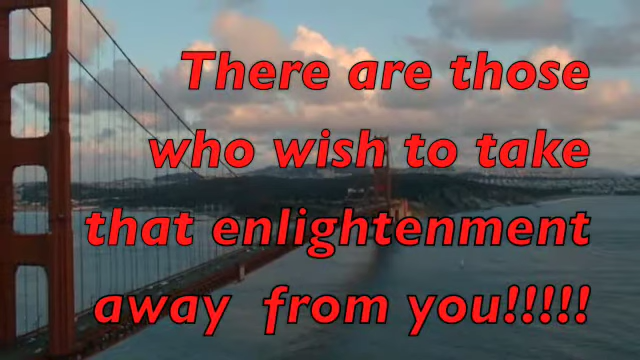 There are those
who wish to take
that enlightenment
away  from you!!!!!